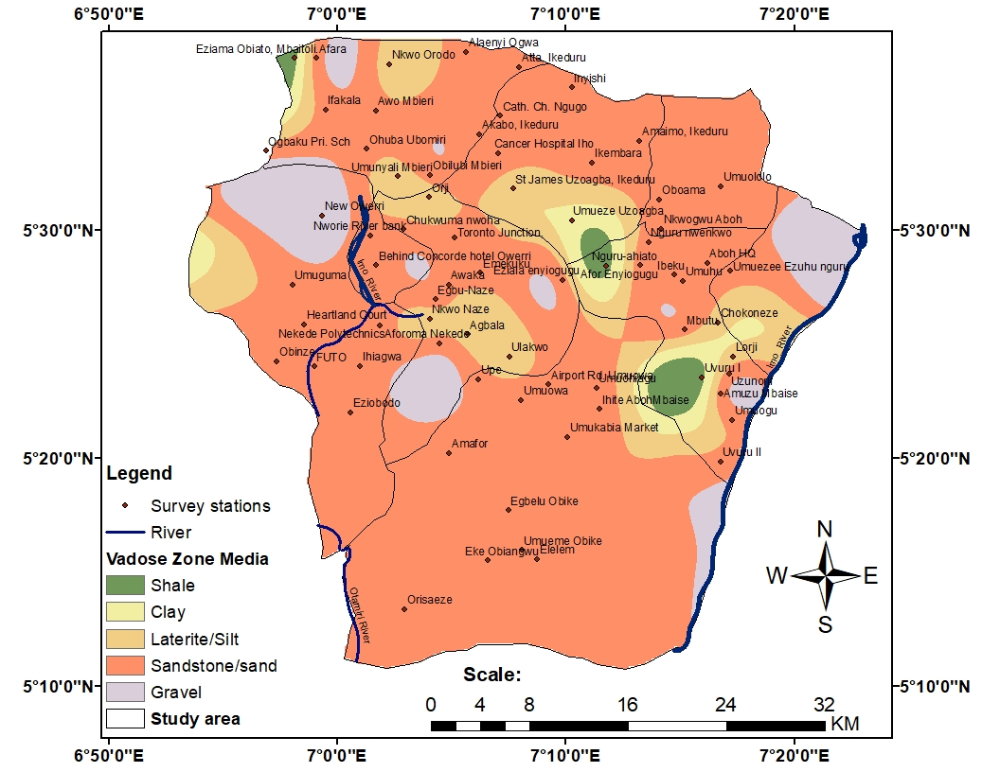 6°50'0"E 7°0'0"E 7°10'0"E 7°20'0"E
Eziama Obiato, Mbaitoli Afara
Alaenyi Ogwa
Nkwo Orodo
Atta, Ikeduru
Inyishi
Ifakala
Awo Mbieri
Cath. Ch. Ngugo
Akabo, Ikeduru
Amaimo, Ikeduru
Ogbaku Pri. Sch
Ohuba Ubomiri
Cancer Hospital Iho
Ikembara
Umunyali Mbieri
Obilubi Mbieri
St James Uzoagba, Ikeduru
Umuololo
Orji
Oboama
New Owerri
Umueze Uzoagba
Nkwogwu Aboh
5°30'0"N 5°30'0"N
Nworie River bank
Chukwuma nwoha
Toronto Junction
Nguru nwenkwo
Behind Concorde hotel Owerri
Emekuku
Nguru-ahiato
Aboh HQ
Umuguma
Imo River
Awaka
Eziala enyiogugu
Afor Enyiogugu
Ibeku
Umuhu
Umuezee Ezuhu nguru
Egbu-Naze
Heartland Court
Nkwo Naze
Chokoneze
Mbutu
Nekede Polytechnics
Aforoma Nekede
Agbala
Imo River
Obinze
FUTO
Ihiagwa
Ulakwo
Lorji
Upe
Airport Rd, Umuowa
Umuohiagu
Uvuru I
Uzunorji
Umuowa
Ihite AbohMbaise
Amuzu Mbaise
Eziobodo
Umuogu
Umukabia Market
Amafor
Uvuru II
5°20'0"N 5°20'0"N
Legend
Survey stations
River
Vadose Zone Media
Shale
Clay
Laterite/Silt
Sandstone/sand
Gravel
Study area
Egbelu Obike
Umueme Obike
Eke Obiangwu
Elelem
Orisaeze
Otamiri River
N
W E
S
5°10'0"N 5°10'0"N
Scale:
0 4 8 16 24 32
KM
6°50'0"E 7°0'0"E 7°10'0"E 7°20'0"E